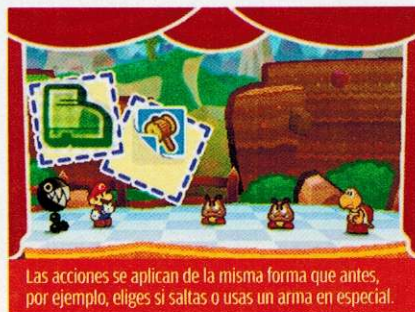 Las acciones se aplican de la misma forma que antes,
por ejemplo, eliges si saltas o usas un arma en especial.